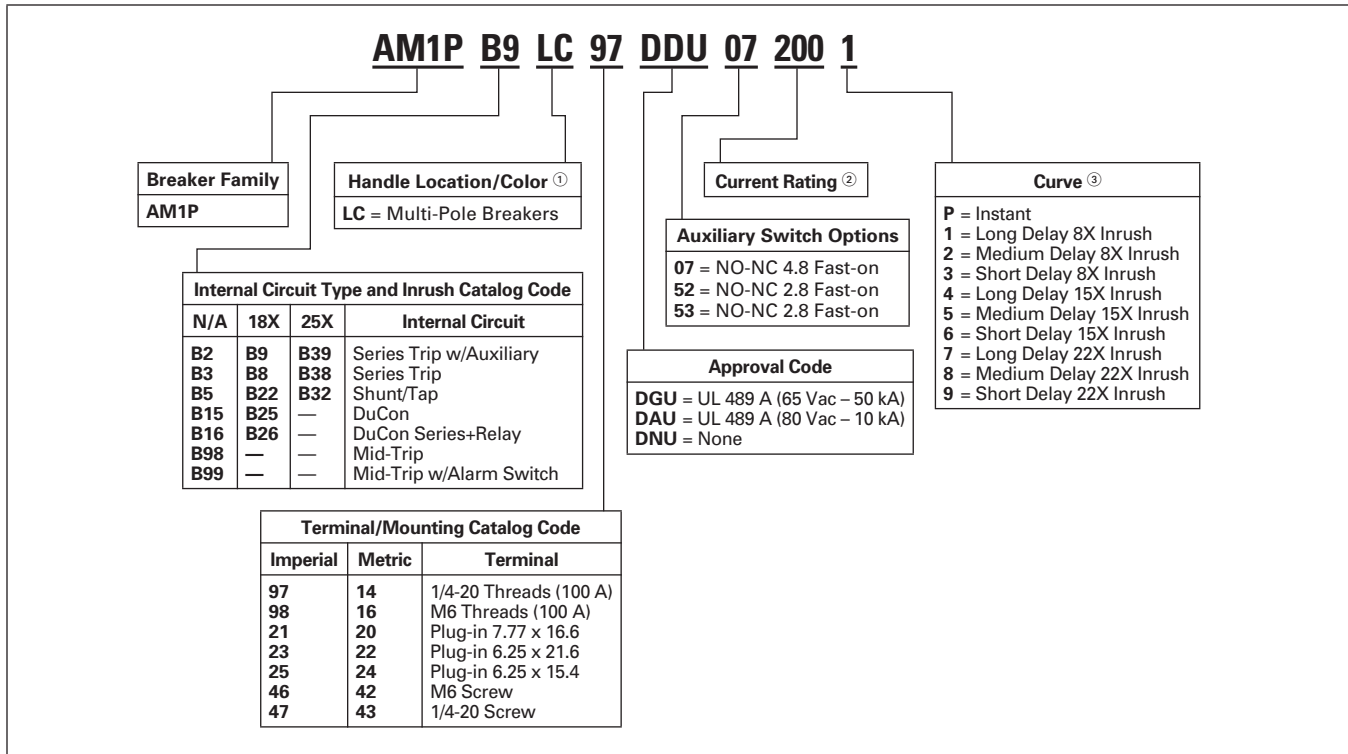 AM1P B9 LC 97 DDU 07 200 1
Breaker Family
AM1P
Handle Location/Color ①
LC = Multi-Pole Breakers
Current Rating ②
Curve ③
P = Instant
1 = Long Delay 8X Inrush
2 = Medium Delay 8X Inrush
3 = Short Delay 8X Inrush
4 = Long Delay 15X Inrush
5 = Medium Delay 15X Inrush
6 = Short Delay 15X Inrush
7 = Long Delay 22X Inrush
8 = Medium Delay 22X Inrush
9 = Short Delay 22X Inrush
Auxiliary Switch Options
07 = NO-NC 4.8 Fast-on
52 = NO-NC 2.8 Fast-on
53 = NO-NC 2.8 Fast-on
Internal Circuit Type and Inrush Catalog Code
N/A 18X 25X Internal Circuit
B2 B9 B39 Series Trip w/Auxiliary
B3 B8 B38 Series Trip
B5 B22 B32 Shunt/Tap
B15 B25 — DuCon
B16 B26 — DuCon Series+Relay
B98 — — Mid-Trip
B99 — — Mid-Trip w/Alarm Switch
Approval Code
DGU = UL 489 A (65 Vac – 50 kA)
DAU = UL 489 A (80 Vac – 10 kA)
DNU = None
Terminal/Mounting Catalog Code
Imperial Metric Terminal
97 14 1/4-20 Threads (100 A)
98 16 M6 Threads (100 A)
21 20 Plug-in 7.77 x 16.6
23 22 Plug-in 6.25 x 21.6
25 24 Plug-in 6.25 x 15.4
46 42 M6 Screw
47 43 1/4-20 Screw